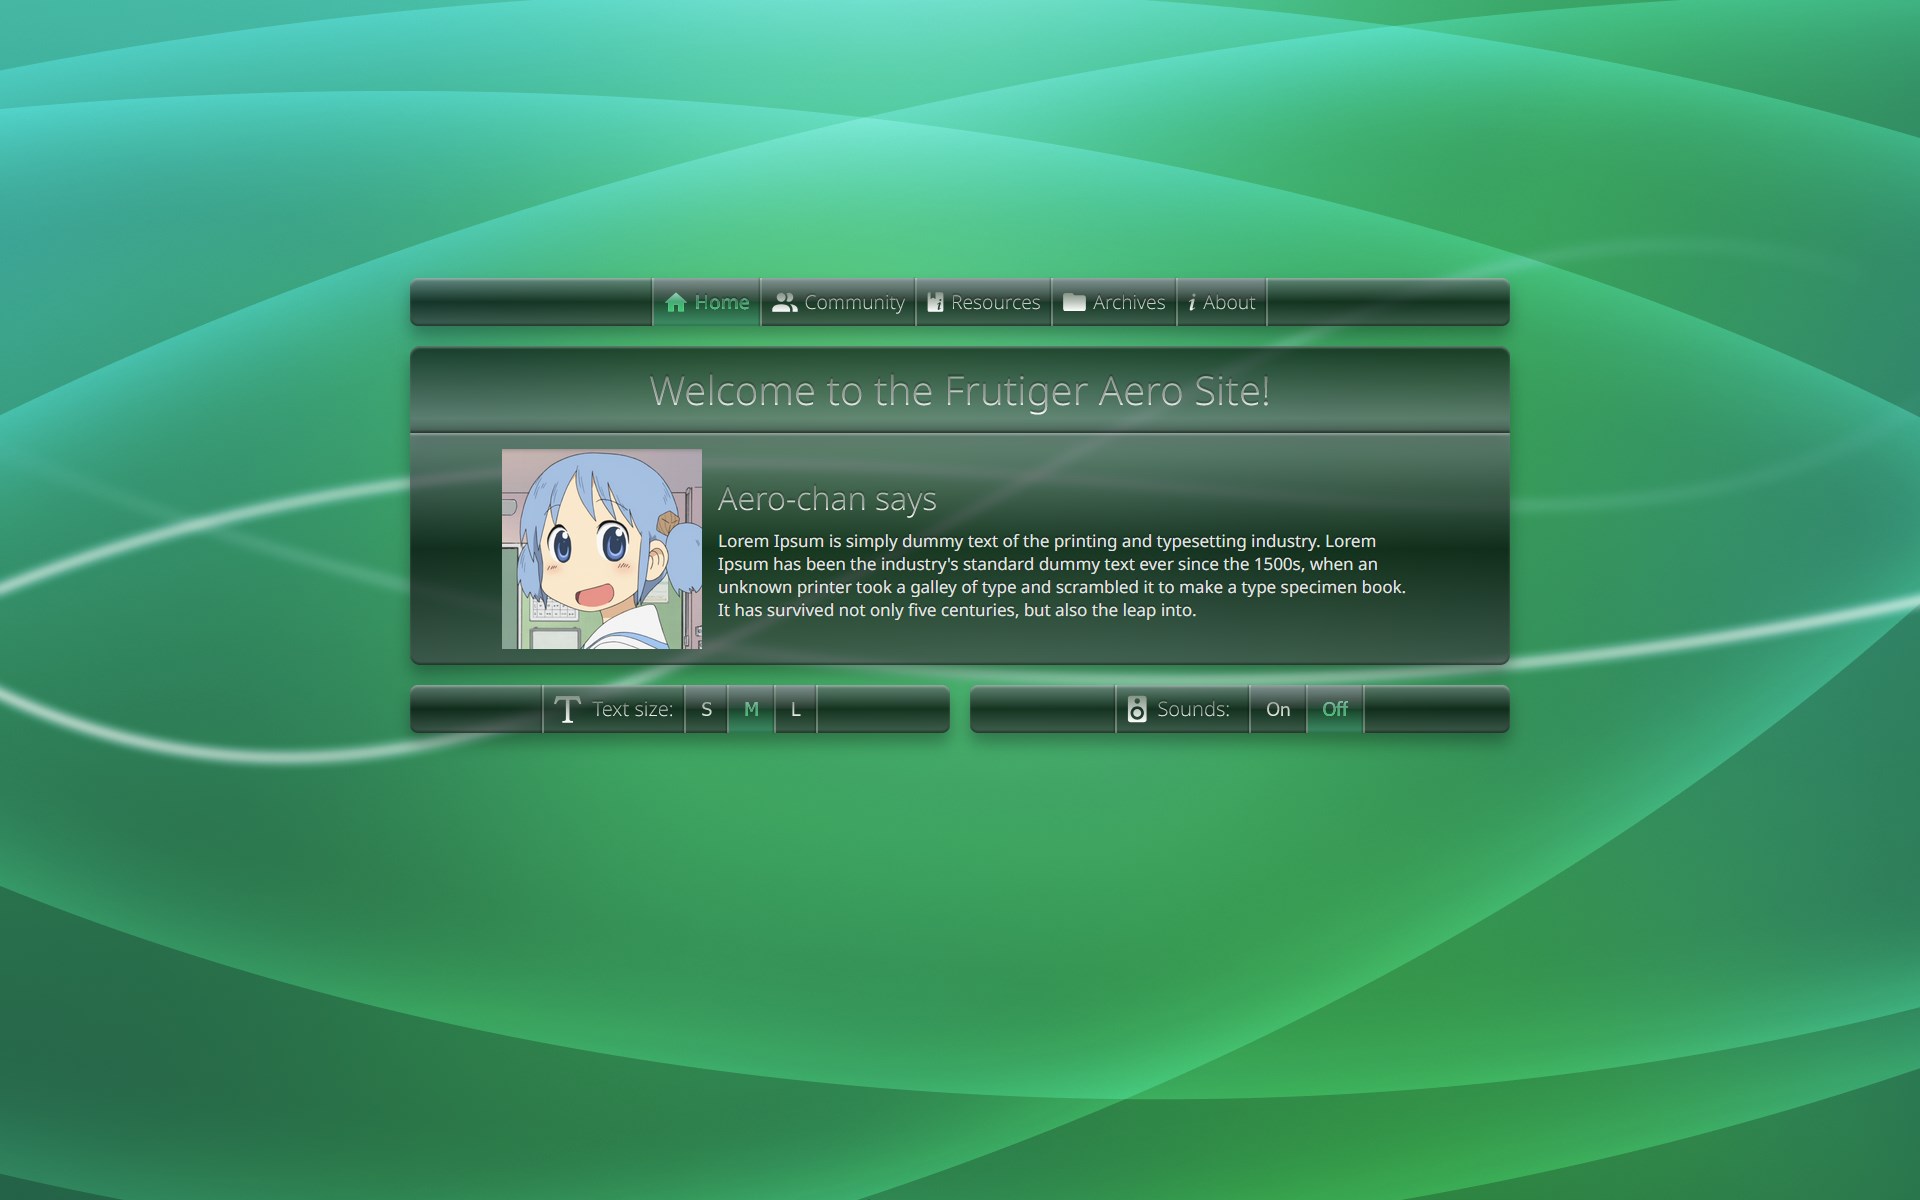 Home Community Resources Archives About
Welcome to the Frutiger Aero Site!
Aero-chan says
Lorem Ipsum is simply dummy text of the printing and typesetting industry. Lorem
Ipsum has been the industry's standard dummy text ever since the 1500s, when an
unknown printer took a galley of type and scrambled it to make a type specimen book.
It has survived not only five centuries, but also the leap into.
Text size: S M L
Sounds: On Off